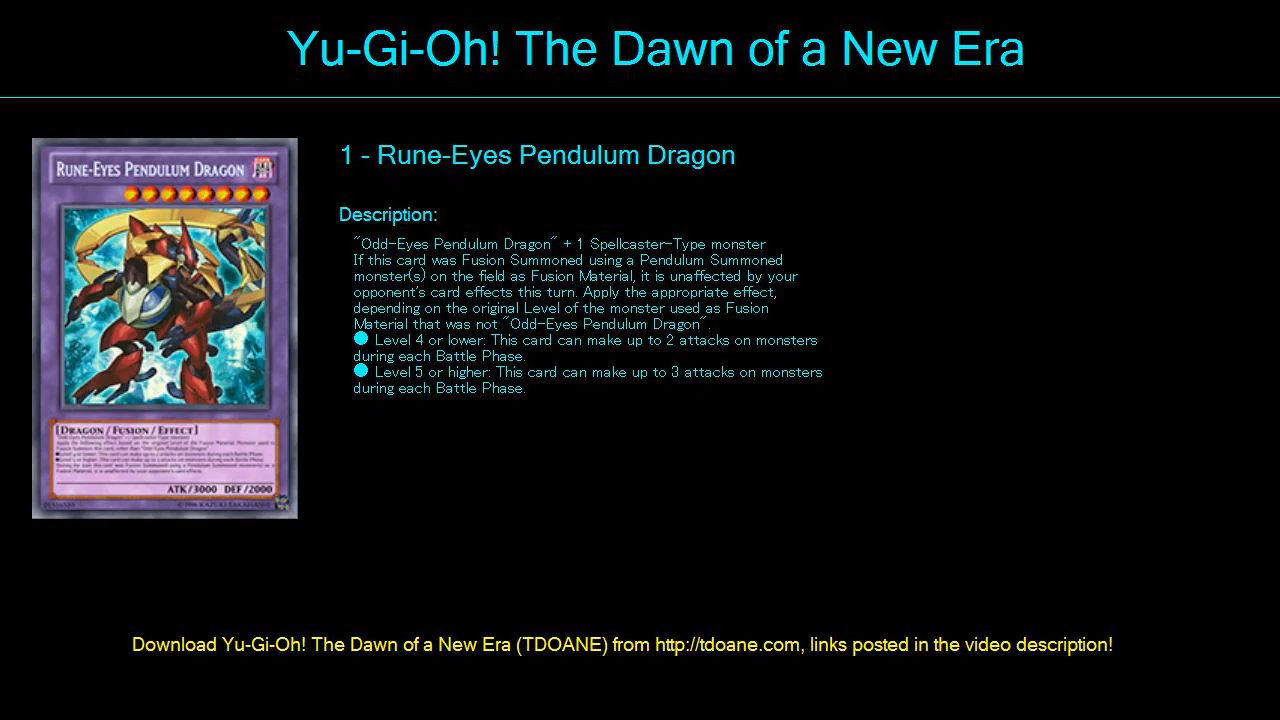 Yu-Gi-Oh! The Dawn of a New Era
RUNE-EYES PENDULUM DRAGON
[DRAGON / FUSION / EFFECT]
ATK/3000 DEF/2000
1 - Rune-Eyes Pendulum Dragon
Description:
"Odd-Eyes Pendulum Dragon" + 1 Spellcaster-Type monster
If this card was Fusion Summoned using a Pendulum Summoned
monster(s) on the field as Fusion Material, it is unaffected by your
opponent's card effects this turn. Apply the appropriate effect,
depending on the original Level of the monster used as Fusion
Material that was not "Odd-Eyes Pendulum Dragon".
● Level 4 or lower: This card can make up to 2 attacks on monsters
during each Battle Phase.
● Level 5 or higher: This card can make up to 3 attacks on monsters
during each Battle Phase.
Download Yu-Gi-Oh! The Dawn of a New Era (TDOANE) from http://tdoane.com, links posted in the video description!